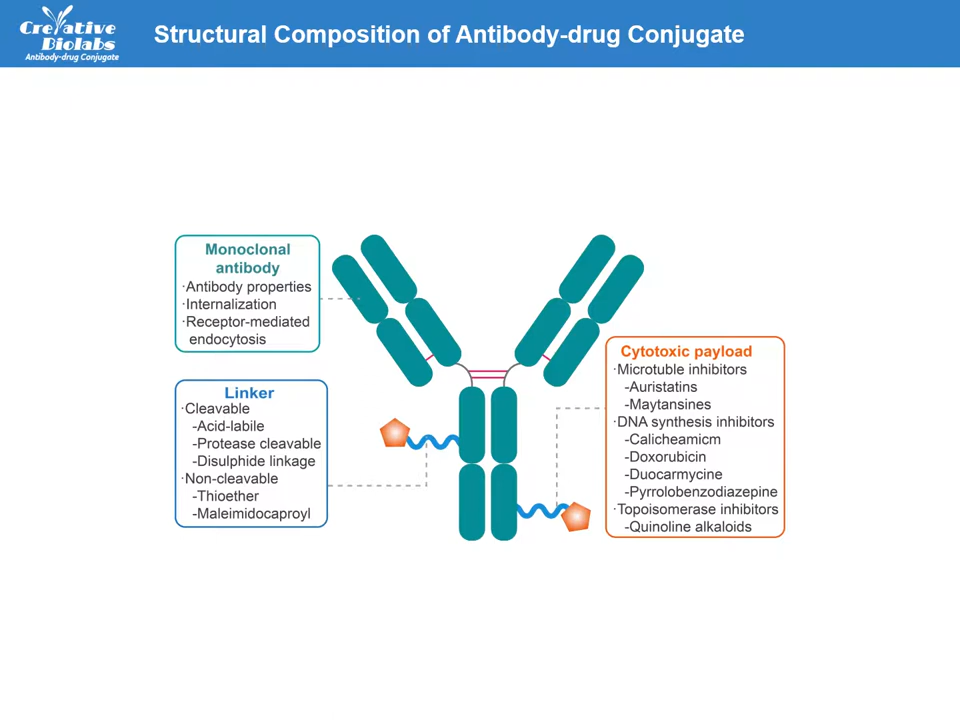 Creative
Biolabs
Antibody-drug Conjugate
Structural Composition of Antibody-drug Conjugate
Monoclonal
antibody
·Antibody properties
·Internalization
·Receptor-mediated
endocytosis
Linker
·Cleavable
-Acid-labile
-Protease cleavable
-Disulphide linkage
·Non-cleavable
-Thioether
-Maleimidocaproyl
Cytotoxic payload
·Microtuble inhibitors
-Auristatins
-Maytansines
·DNA synthesis inhibitors
-Calicheamicm
-Doxorubicin
-Duocarmycine
-Pyrrolobenzodiazepine
·Topoisomerase inhibitors
-Quinoline alkaloids